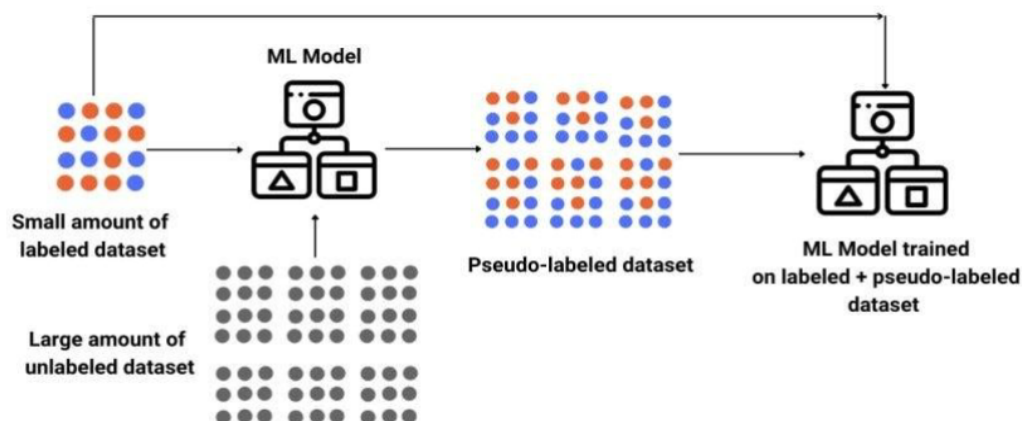 ML Model
Small amount of
labeled dataset
Pseudo-labeled dataset
ML Model trained
on labeled + pseudo-labeled
dataset
Large amount of
unlabeled dataset